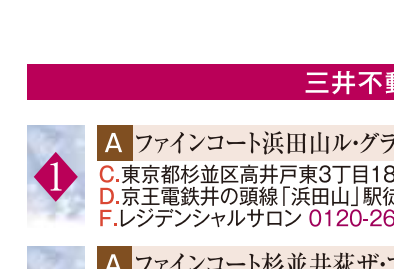 三井不動
1
A ファインコート浜田山ル・グラ
C.東京都杉並区高井戸東3丁目18
D.京王電鉄井の頭線「浜田山」駅徒
F.レジデンシャルサロン 0120-26
A ファインコート杉並井荻ザ・